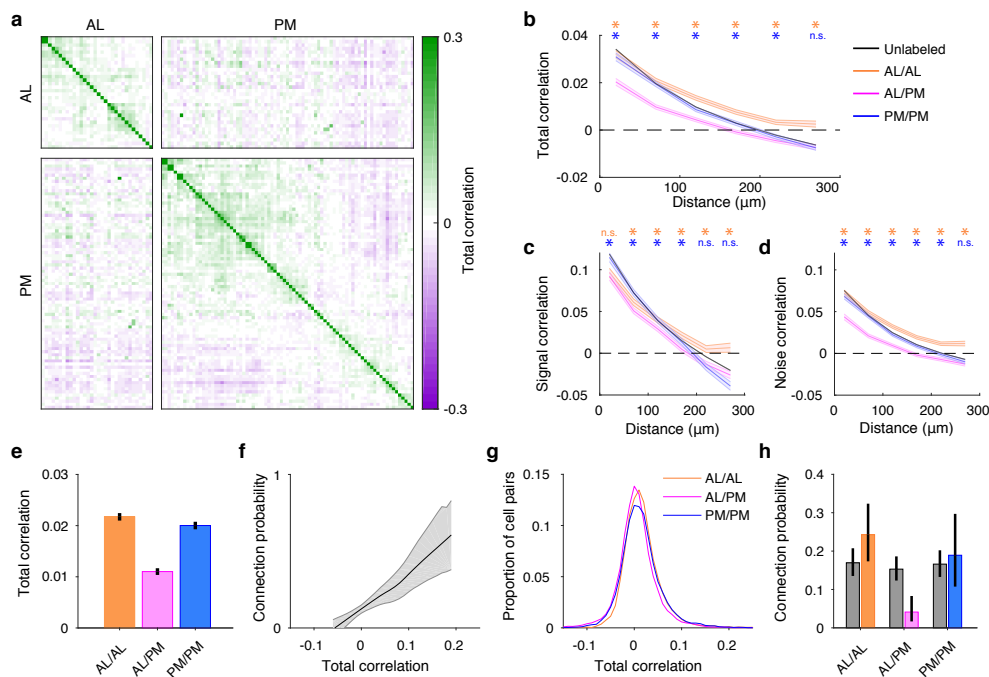 a
AL
PM
AL
PM
0.3
0
-0.3
Total correlation
b
* * * * * *
* * * * * n.s.
0.04
0.02
0
-0.02
Total correlation
0 100 200 300
Distance (µm)
Unlabeled
AL/AL
AL/PM
PM/PM
c
n.s. * * * * *
* * * * n.s. n.s.
0.1
0.05
0
-0.05
Signal correlation
0 100 200 300
Distance (µm)
d
* * * * * *
* * * * * n.s.
0.1
0.05
0
-0.05
Noise correlation
0 100 200 300
Distance (µm)
e
0.03
0.02
0.01
0
Total correlation
AL/AL
AL/PM
PM/PM
f
1
0
Connection probability
-0.1 0 0.1 0.2
Total correlation
g
0.15
0.1
0.05
0
Proportion of cell pairs
-0.1 0 0.1 0.2
Total correlation
AL/AL
AL/PM
PM/PM
h
0.4
0.3
0.2
0.1
0
Connection probability
AL/AL
AL/PM
PM/PM